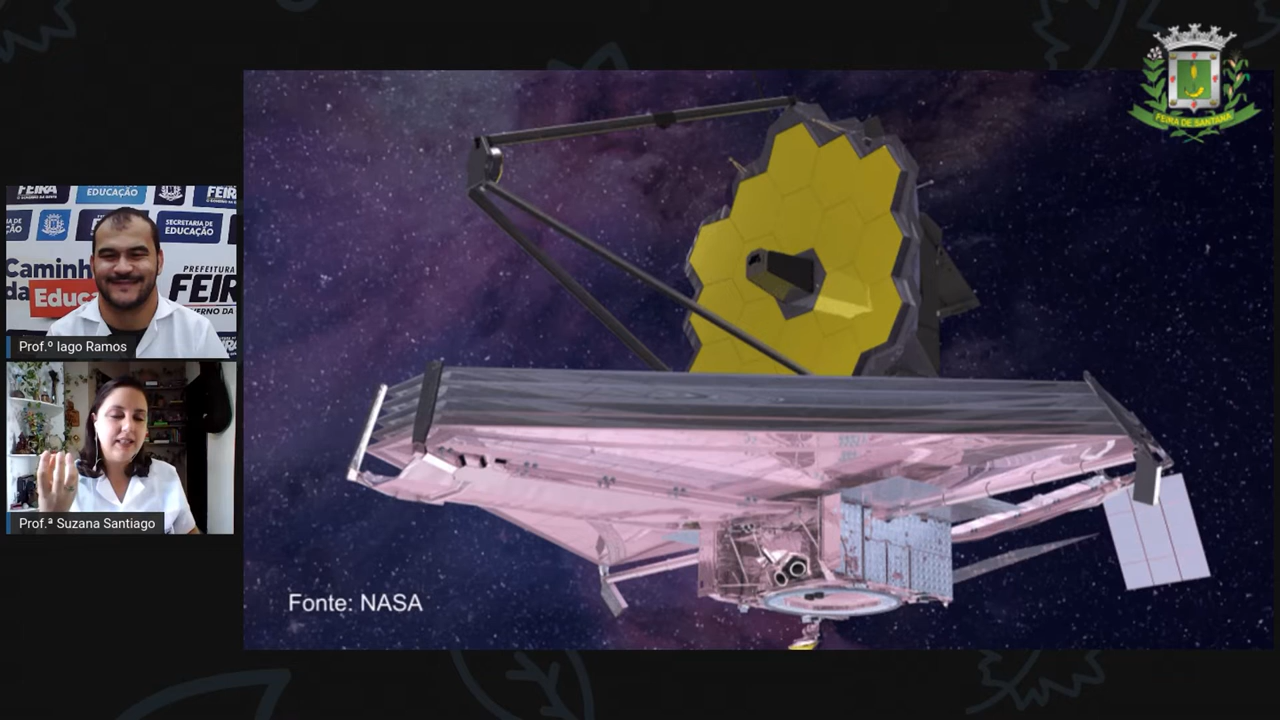 FEIRA
EDUCAÇÃO
FEIR
SECRETARIA DE
EDUCAÇÃO
Caminh
da Educa
PREFEITURA
FEIR
Prof.º Iago Ramos
Prof.ª Suzana Santiago
FEIRA DE SANTANA
Fonte: NASA